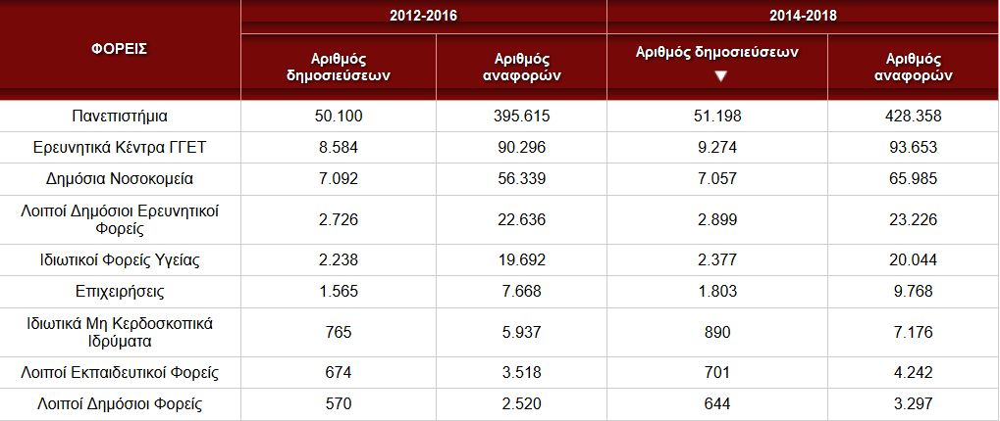 ΦΟΡΕΙΣ 2012-2016 2014-2018
Αριθμός δημοσιεύσεων Αριθμός αναφορών Αριθμός δημοσιεύσεων ▼ Αριθμός αναφορών
Πανεπιστήμια 50.100 395.615 51.198 428.358
Ερευνητικά Κέντρα ΓΓΕΤ 8.584 90.296 9.274 93.653
Δημόσια Νοσοκομεία 7.092 56.339 7.057 65.985
Λοιποί Δημόσιοι Ερευνητικοί Φορείς 2.726 22.636 2.899 23.226
Ιδιωτικοί Φορείς Υγείας 2.238 19.692 2.377 20.044
Επιχειρήσεις 1.565 7.668 1.803 9.768
Ιδιωτικά Μη Κερδοσκοπικά Ιδρύματα 765 5.937 890 7.176
Λοιποί Εκπαιδευτικοί Φορείς 674 3.518 701 4.242
Λοιποί Δημόσιοι Φορείς 570 2.520 644 3.297